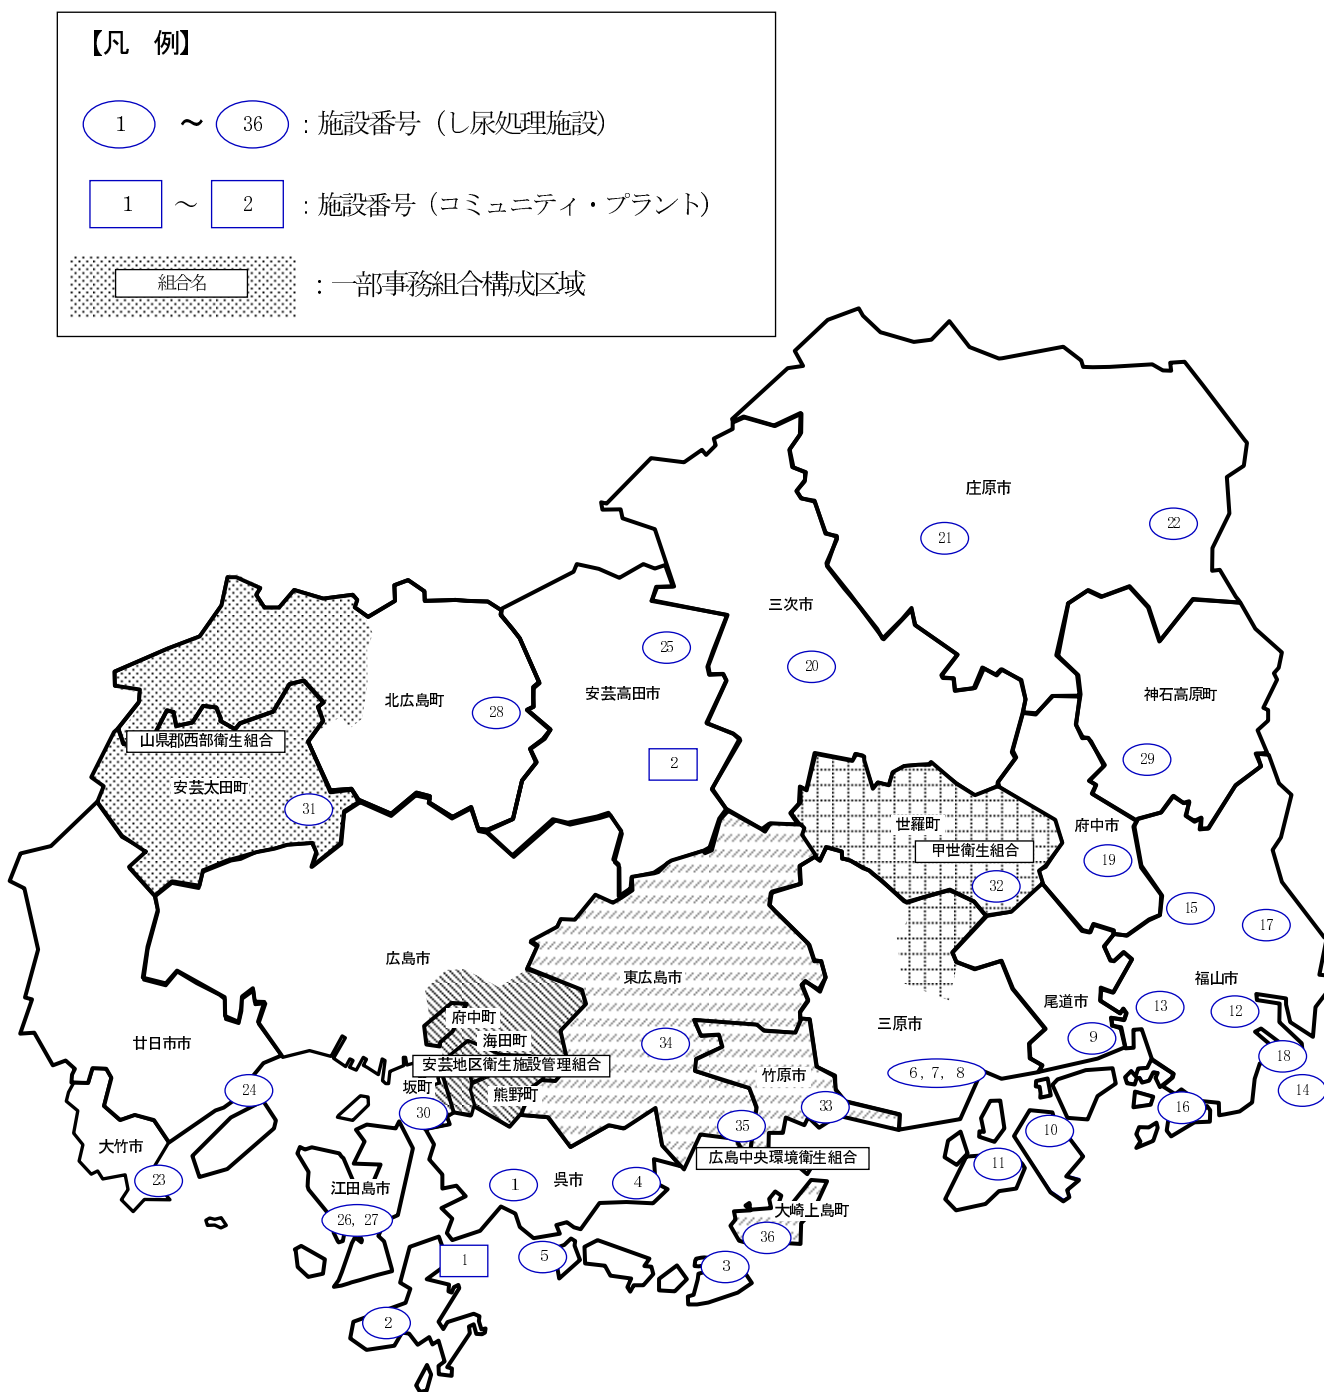 【凡　例】
1 ～ 36 : 施設番号（し尿処理施設）
1 ～ 2 : 施設番号（コミュニティ・プラント）
組合名 : 一部事務組合構成区域
庄原市
22
21
三次市
25
20
安芸高田市
神石高原町
北広島町
28
山県郡西部衛生組合
29
2
安芸太田町
31
世羅町
府中市
甲世衛生組合
19
32
15
17
広島市
東広島市
福山市
尾道市
13
12
府中町
三原市
海田町
9
廿日市市
34
18
安芸地区衛生施設管理組合
竹原市
6, 7, 8
坂町
熊野町
24
14
30
33
16
35
10
大竹市
広島中央環境衛生組合
11
23
江田島市
1
呉市
4
大崎上島町
26, 27
36
1
5
3
2